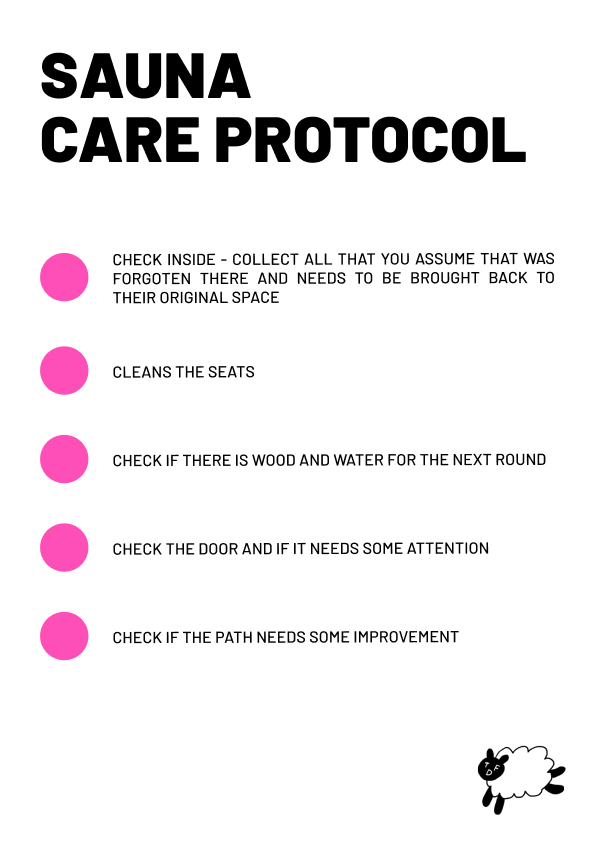 SAUNA
CARE PROTOCOL
CHECK INSIDE - COLLECT ALL THAT YOU ASSUME THAT WAS
FORGOTEN THERE AND NEEDS TO BE BROUGHT BACK TO
THEIR ORIGINAL SPACE
CLEANS THE SEATS
CHECK IF THERE IS WOOD AND WATER FOR THE NEXT ROUND
CHECK THE DOOR AND IF IT NEEDS SOME ATTENTION
CHECK IF THE PATH NEEDS SOME IMPROVEMENT
T F
D